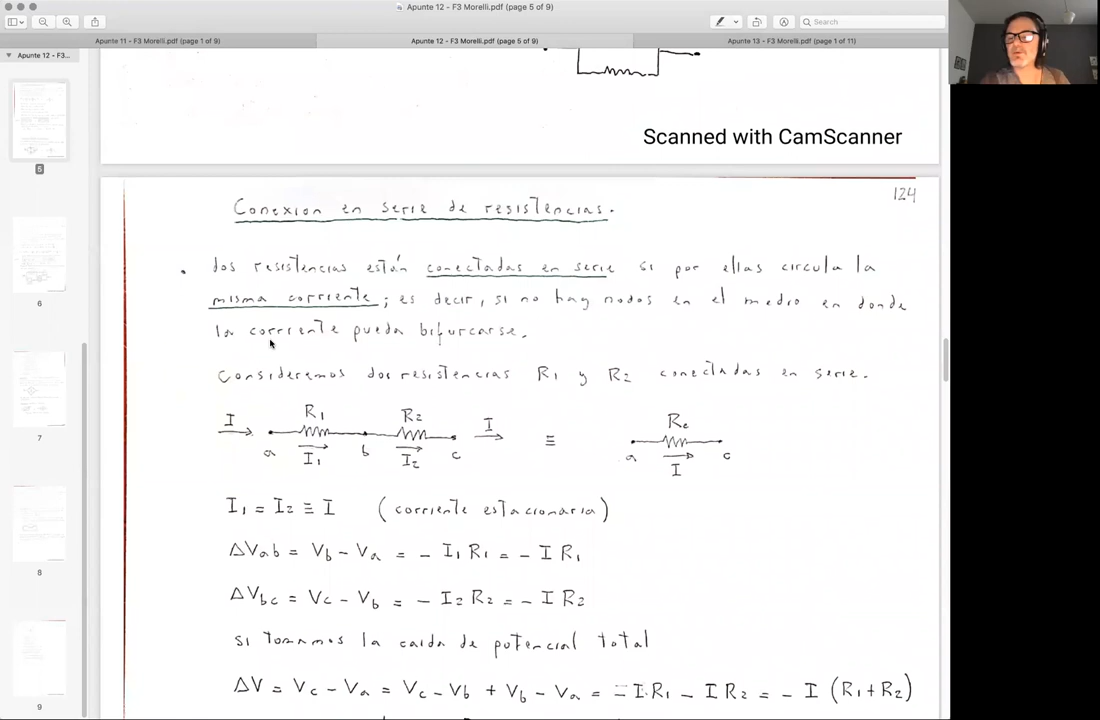 Apunte 12 - F3 Morelli.pdf (page 5 of 9)
Search
Apunte 11 - F3 Morelli.pdf (page 1 of 9)
Apunte 12 - F3 Morelli.pdf (page 5 of 9)
Apunte 13 - F3 Morelli.pdf (page 1 of 11)
Apunte 12 - F3...
5
6
7
8
9
Scanned with CamScanner
124
Conexion en serie de resistencias.
• dos resistencias están conectadas en serie si por ellas circula la
misma corriente; es decir, si no hay nodos en el medio en donde
la corriente pueda bifurcarse.
Consideremos dos resistencias R1 y R2 conectadas en serie.
I R1 R2 I ≡ Re
a I1 b I2 c a I c
I1 = I2 ≡ I (corriente estacionaria)
ΔVab = Vb - Va = - I1 R1 = - I R1
ΔVbc = Vc - Vb = - I2 R2 = - I R2
si tomamos la caida de potencial total
ΔV = Vc - Va = Vc - Vb + Vb - Va = - I R1 - I R2 = - I (R1 + R2)